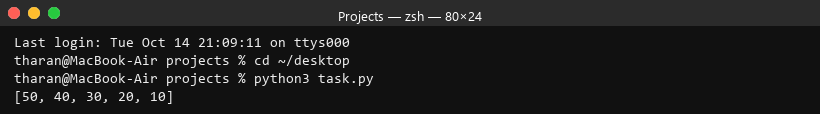 Projects — zsh — 80×24
Last login: Tue Oct 14 21:09:11 on ttys000
tharan@MacBook-Air projects % cd ~/desktop
tharan@MacBook-Air projects % python3 task.py
[50, 40, 30, 20, 10]